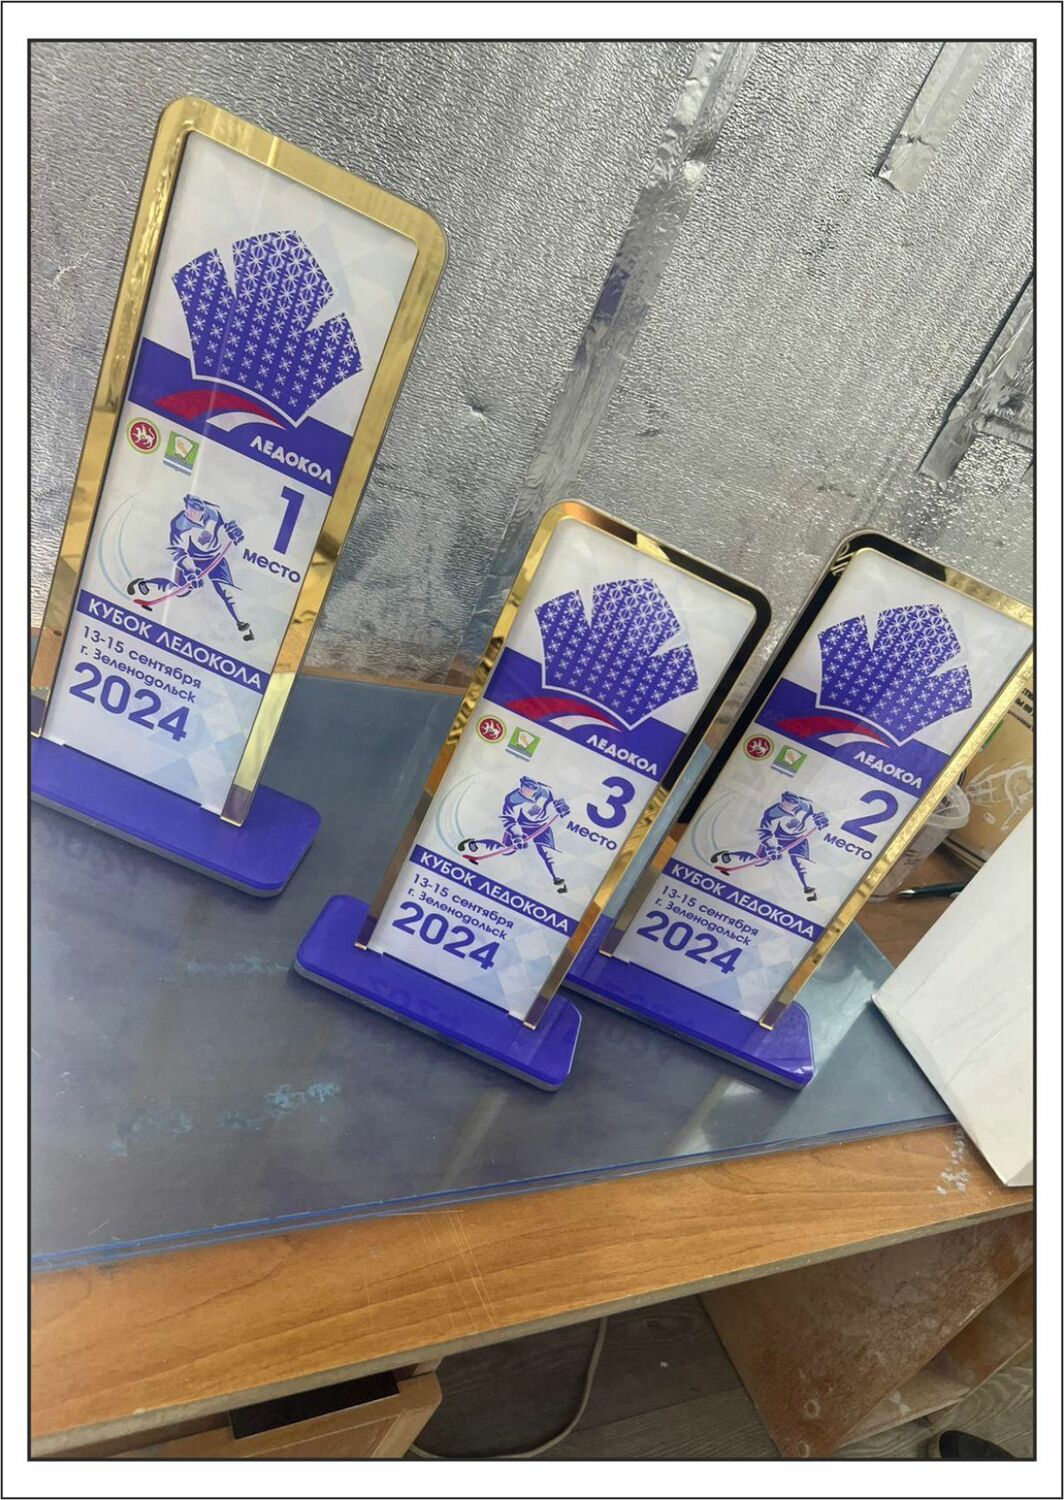 ЛЕДОКОЛ
1
место
КУБОК ЛЕДОКОЛА
13-15 сентября
г. Зеленодольск
2024
ЛЕДОКОЛ
3
место
КУБОК ЛЕДОКОЛА
13-15 сентября
г. Зеленодольск
2024
ЛЕДОКОЛ
2
место
КУБОК ЛЕДОКОЛА
13-15 сентября
г. Зеленодольск
2024